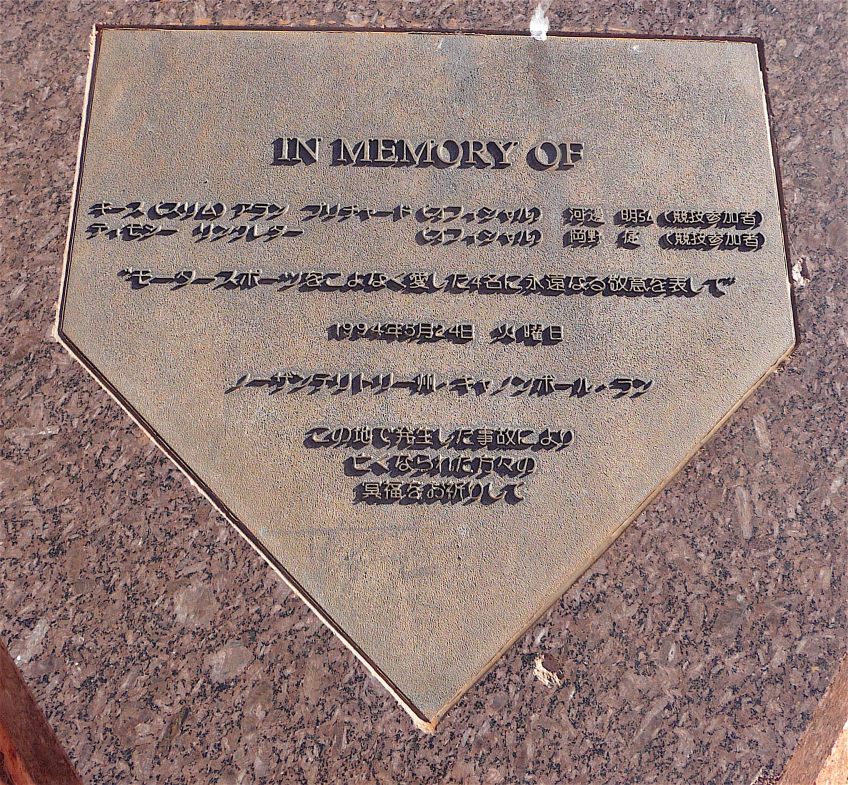 IN MEMORY OF
キース(スリム) アラン プリチャード (オフィシャル) 河邊 明弘 (競技参加者)
ティモシー リンクレター (オフィシャル) 岡野 (競技参加者)
"モータースポーツをこよなく愛した4名に永遠なる敬意を表して"
1994年5月24日 火曜日
ノーザンテリトリー州・キャノンボール・ラン
この地で発生した事故により
亡くなられた方々の
冥福をお祈りして